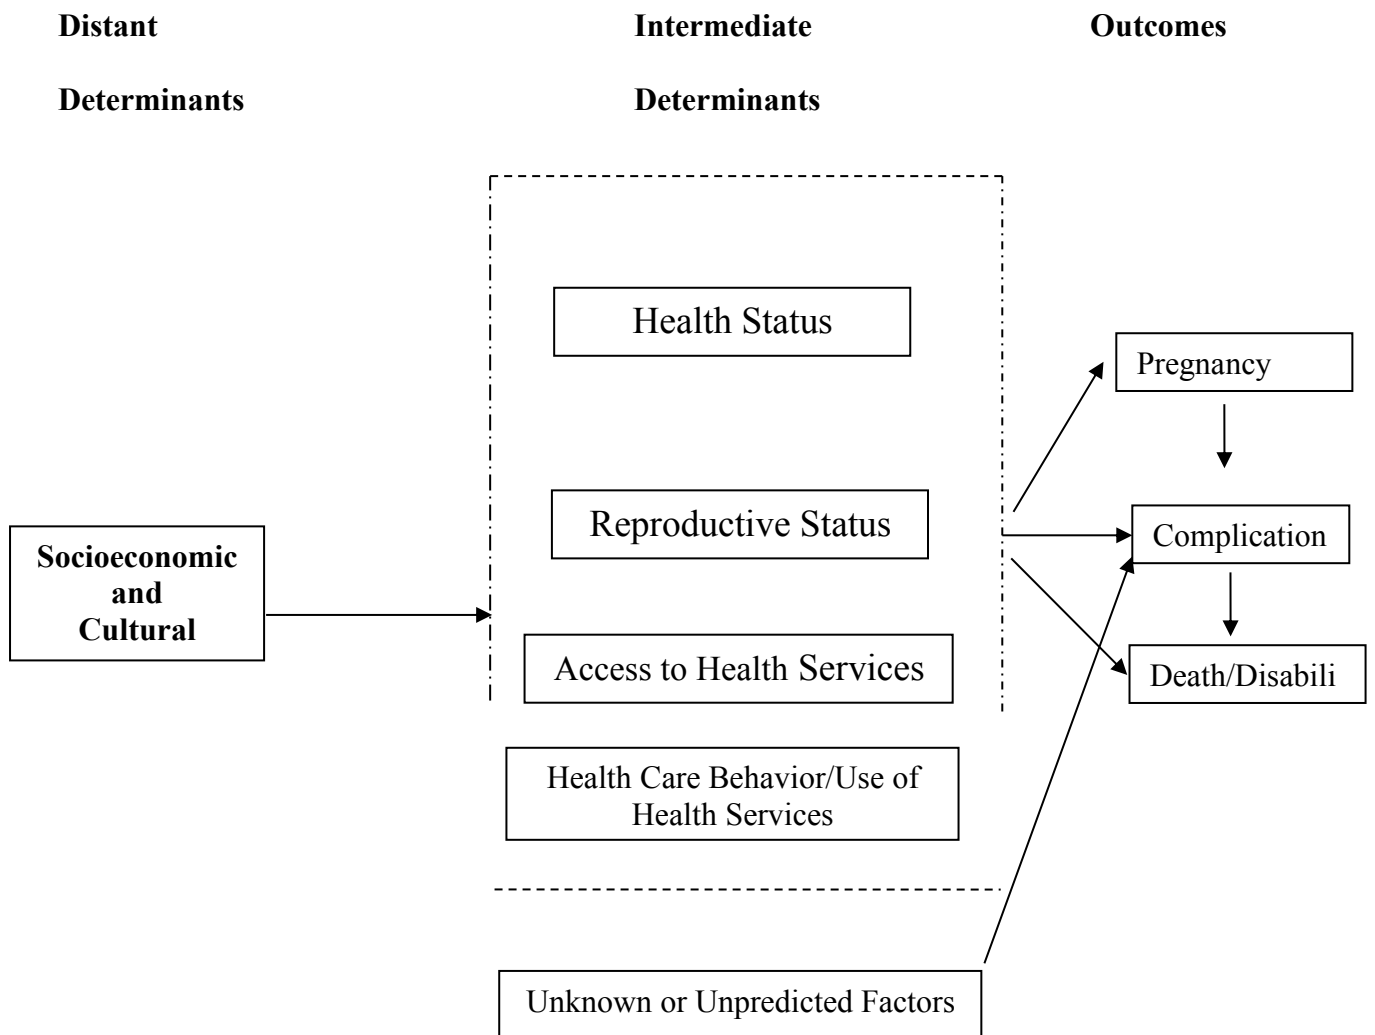 Distant
Determinants
Intermediate
Determinants
Outcomes
Health Status
Reproductive Status
Access to Health Services
Health Care Behavior/Use of
Health Services
Unknown or Unpredicted Factors
Socioeconomic
and
Cultural
Pregnancy
Complication
Death/Disabili